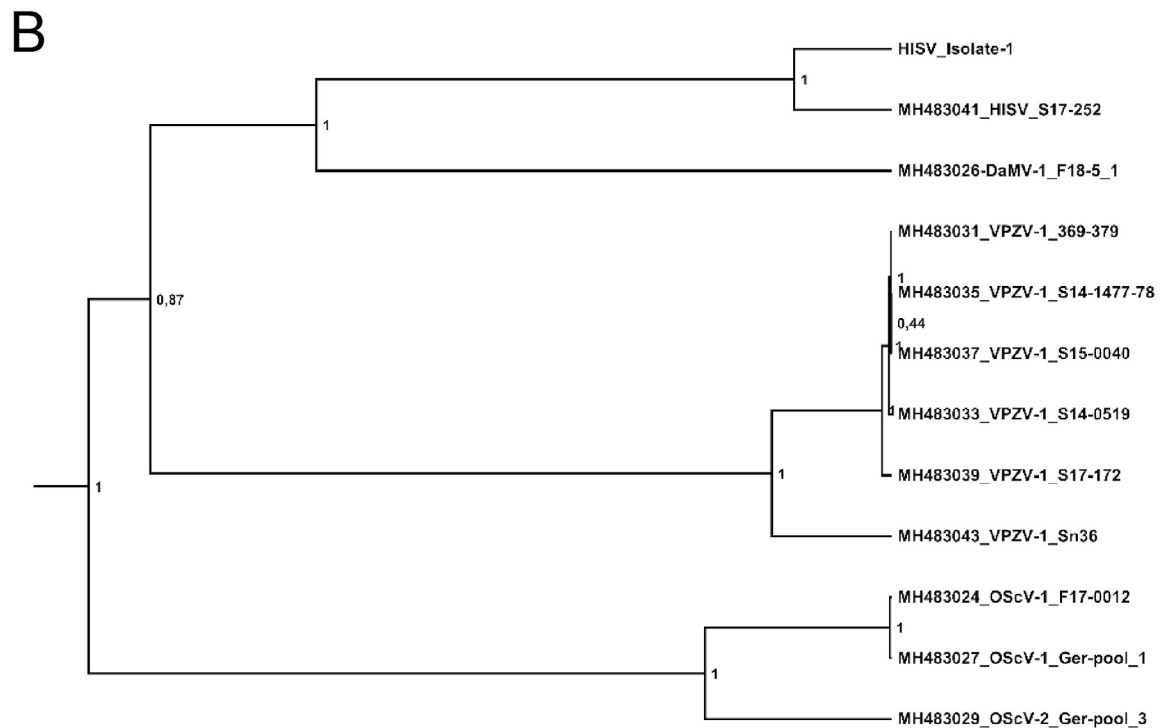 B
HISV_Isolate-1
1
MH483041_HISV_S17-252
1
MH483026-DaMV-1_F18-5_1
MH483031_VPZV-1_369-379
1
MH483035_VPZV-1_S14-1477-78
0,87
0,44
1
MH483037_VPZV-1_S15-0040
1
MH483033_VPZV-1_S14-0519
1
MH483039_VPZV-1_S17-172
1
MH483043_VPZV-1_Sn36
MH483024_OScV-1_F17-0012
1
MH483027_OScV-1_Ger-pool_1
1
MH483029_OScV-2_Ger-pool_3